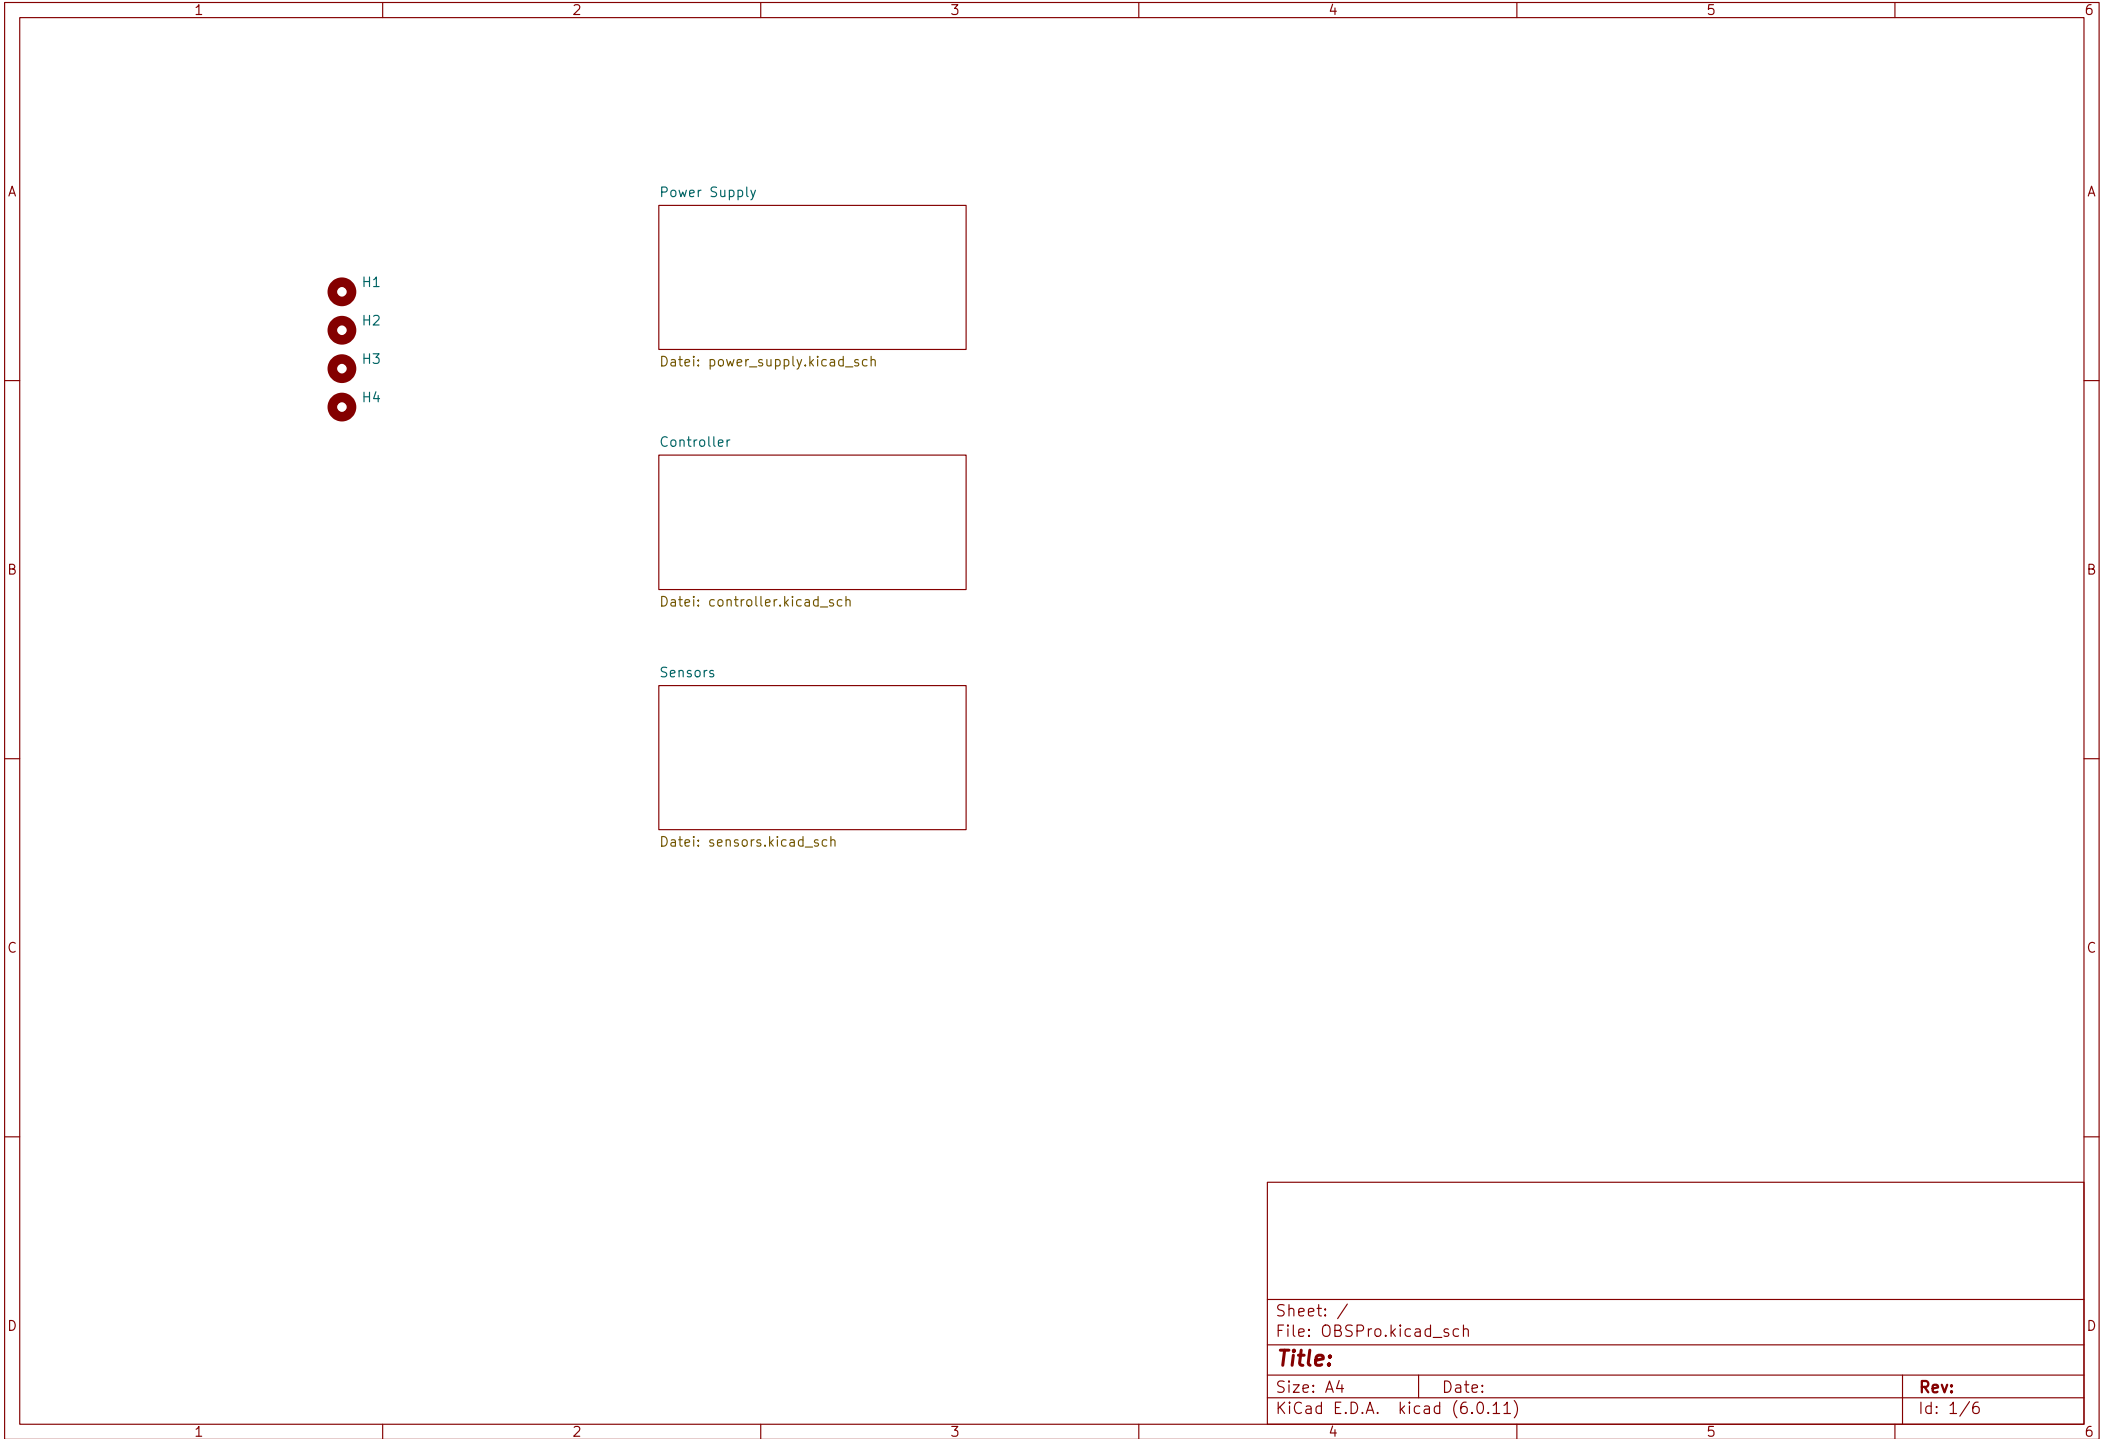 1 2 3 4 5 6
A A
Power Supply
H1
H2
H3
Datei: power_supply.kicad_sch
H4
Controller
B B
Datei: controller.kicad_sch
Sensors
Datei: sensors.kicad_sch
C C
Sheet: /
File: OBSPro.kicad_sch
D D
Title:
Size: A4 Date: Rev:
KiCad E.D.A. kicad (6.0.11) Id: 1/6
1 2 3 4 5 6